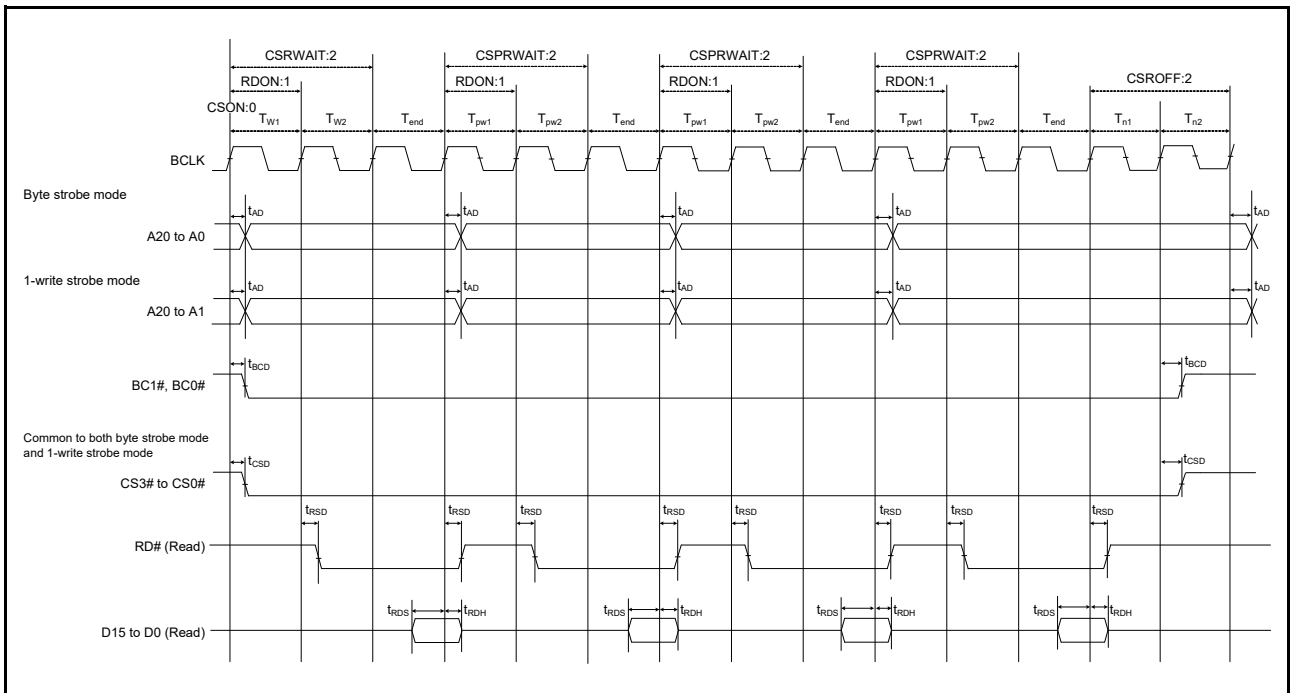 CSRWAIT:2 CSPRWAIT:2 CSPRWAIT:2 CSPRWAIT:2
RDON:1 RDON:1 RDON:1 RDON:1 CSROFF:2
CSON:0
TW1 TW2 Tend Tpw1 Tpw2 Tend Tpw1 Tpw2 Tend Tpw1 Tpw2 Tend Tn1 Tn2
BCLK
Byte strobe mode
tAD tAD tAD tAD tAD
A20 to A0
1-write strobe mode
tAD tAD tAD tAD tAD
A20 to A1
tBCD tBCD
BC1#, BC0#
Common to both byte strobe mode
and 1-write strobe mode
tCSD tCSD
CS3# to CS0#
tRSD tRSD tRSD tRSD tRSD tRSD tRSD tRSD
RD# (Read)
tRDS tRDH tRDS tRDH tRDS tRDH tRDS tRDH
D15 to D0 (Read)